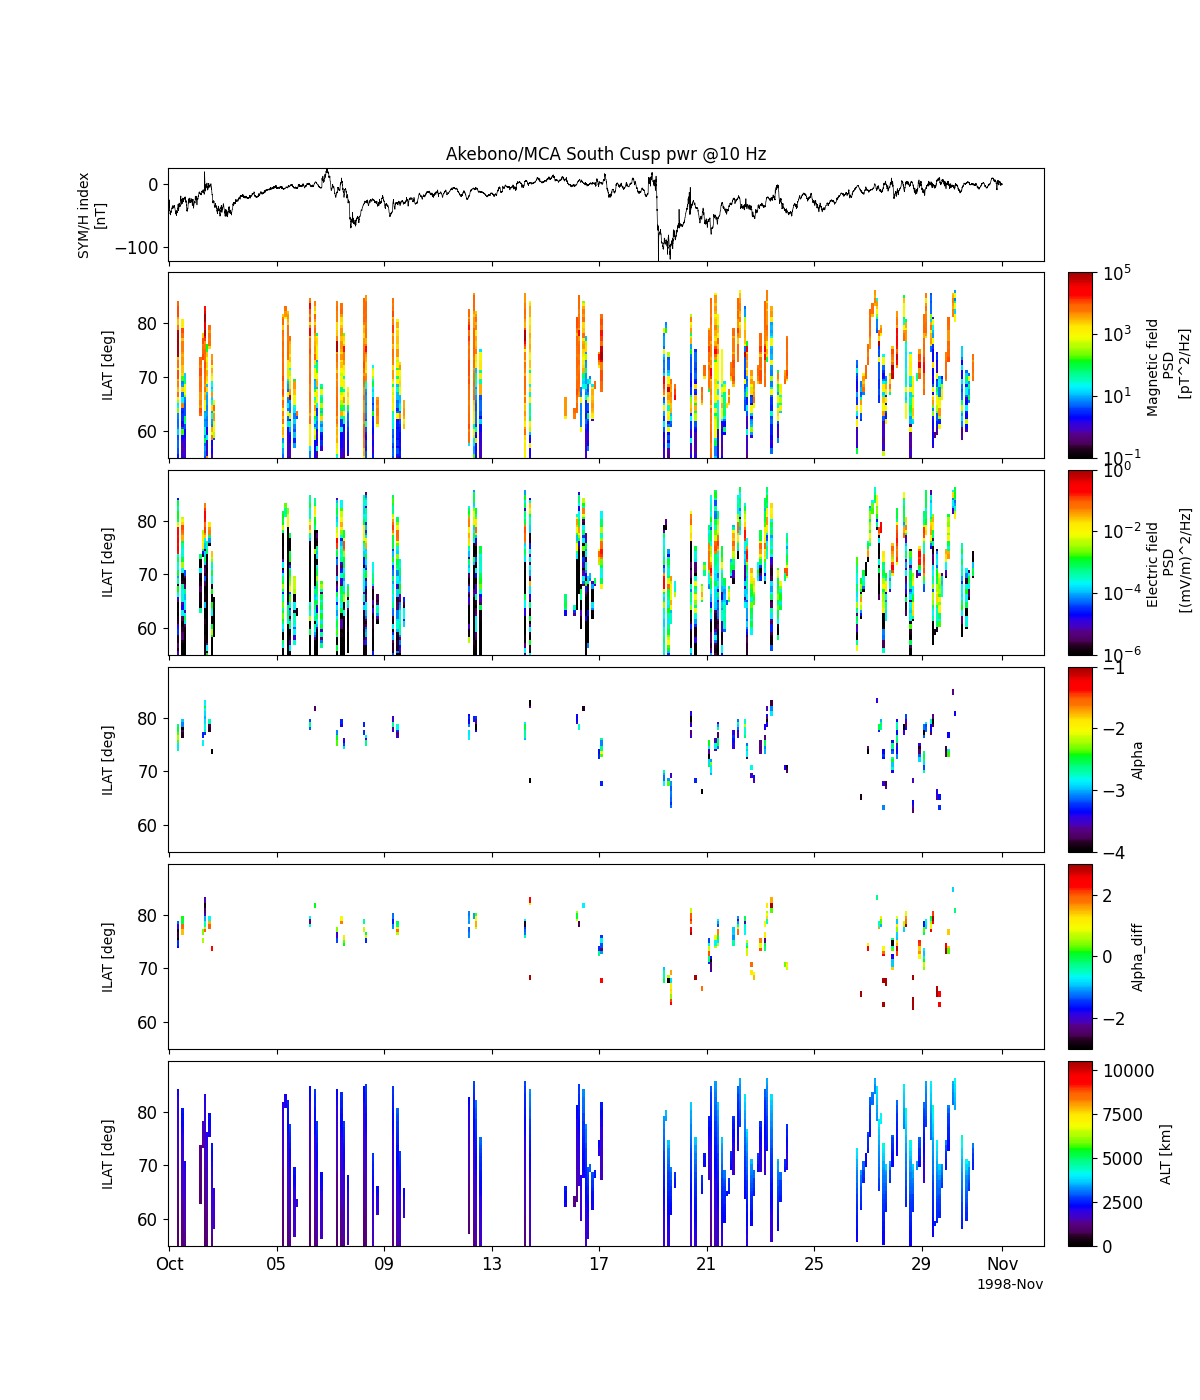 Akebono/MCA South Cusp pwr @10 Hz
SYM/H index
[nT]
0
−100
ILAT [deg]
80
70
60
10^5
10^3
10^1
10^-1
Magnetic field
PSD
[pT^2/Hz]
ILAT [deg]
80
70
60
10^0
10^-2
10^-4
10^-6
Electric field
PSD
[(mV/m)^2/Hz]
ILAT [deg]
80
70
60
−1
−2
−3
−4
Alpha
ILAT [deg]
80
70
60
2
0
−2
Alpha_diff
ILAT [deg]
80
70
60
10000
7500
5000
2500
0
ALT [km]
Oct 05 09 13 17 21 25 29 Nov
1998-Nov